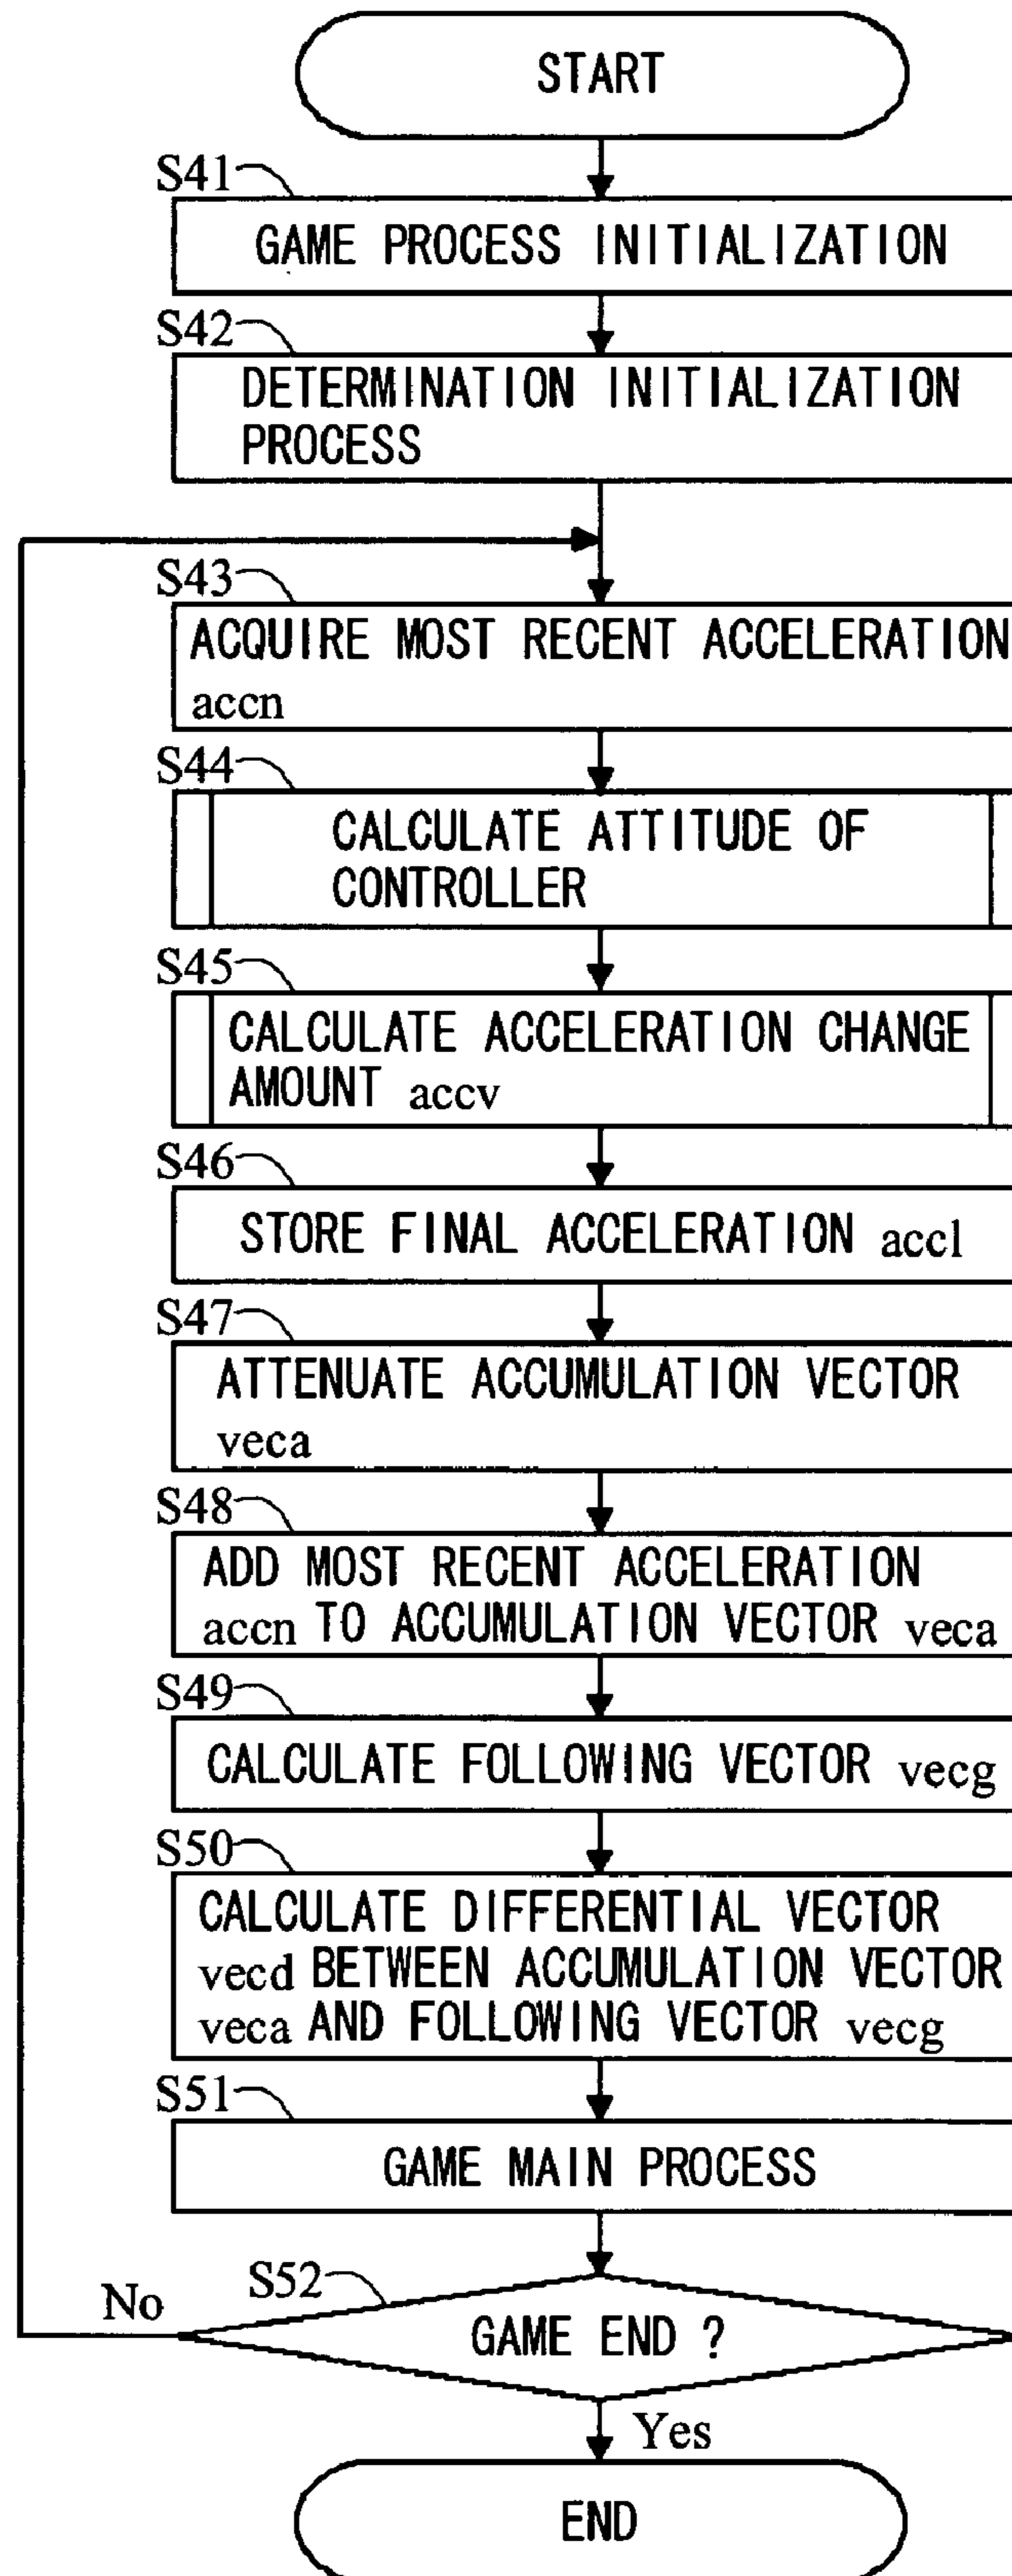 START
S41
GAME PROCESS INITIALIZATION
S42
DETERMINATION INITIALIZATION
PROCESS
S43
ACQUIRE MOST RECENT ACCELERATION
accn
S44
CALCULATE ATTITUDE OF
CONTROLLER
S45
CALCULATE ACCELERATION CHANGE
AMOUNT accv
S46
STORE FINAL ACCELERATION accl
S47
ATTENUATE ACCUMULATION VECTOR
veca
S48
ADD MOST RECENT ACCELERATION
accn TO ACCUMULATION VECTOR veca
S49
CALCULATE FOLLOWING VECTOR vecg
S50
CALCULATE DIFFERENTIAL VECTOR
vecd BETWEEN ACCUMULATION VECTOR
veca AND FOLLOWING VECTOR vecg
S51
GAME MAIN PROCESS
S52
No
GAME END ?
Yes
END